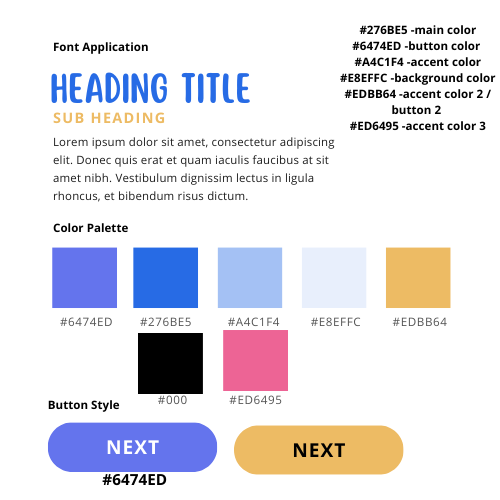 #276BE5 -main color
#6474ED -button color
#A4C1F4 -accent color
#E8EFFC -background color
#EDBB64 -accent color 2 /
button 2
#ED6495 -accent color 3
Font Application
HEADING TITLE
SUB HEADING
Lorem ipsum dolor sit amet, consectetur adipiscing
elit. Donec quis erat et quam iaculis faucibus at sit
amet nibh. Vestibulum dignissim lectus in ligula
rhoncus, et bibendum risus dictum.
Color Palette
#6474ED #276BE5 #A4C1F4 #E8EFFC #EDBB64
#000 #ED6495
Button Style
NEXT NEXT
#6474ED